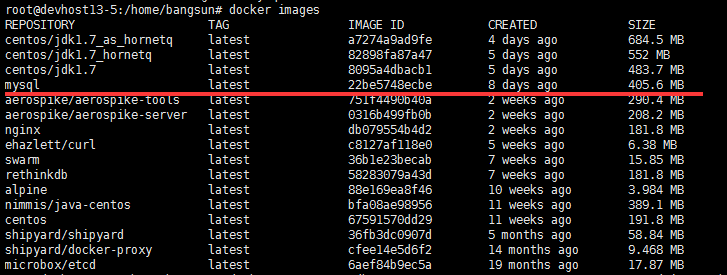 root@devhost13-5:/home/bangsun# docker images
REPOSITORY TAG IMAGE ID CREATED SIZE
centos/jdk1.7_as_hornetq latest a7274a9ad9fe 4 days ago 684.5 MB
centos/jdk1.7_hornetq latest 82898fa87a47 5 days ago 552 MB
centos/jdk1.7 latest 8095a4dbacb1 5 days ago 483.7 MB
mysql latest 22be5748ecbe 8 days ago 405.6 MB
aerospike/aerospike-tools latest 751f4490b40a 2 weeks ago 290.4 MB
aerospike/aerospike-server latest 0316b499fb0b 2 weeks ago 208.2 MB
nginx latest db079554b4d2 2 weeks ago 181.8 MB
ehazlett/curl latest c8127af118e0 5 weeks ago 6.38 MB
swarm latest 36b1e23becab 7 weeks ago 15.85 MB
rethinkdb latest 58283079a43d 7 weeks ago 181.8 MB
alpine latest 88e169ea8f46 10 weeks ago 3.984 MB
nimmis/java-centos latest bfa08ae98956 11 weeks ago 389.1 MB
centos latest 67591570dd29 11 weeks ago 191.8 MB
shipyard/shipyard latest 36fb3dc0907d 5 months ago 58.84 MB
shipyard/docker-proxy latest cfee14e5d6f2 14 months ago 9.468 MB
microbox/etcd latest 6aef84b9ec5a 19 months ago 17.87 MB